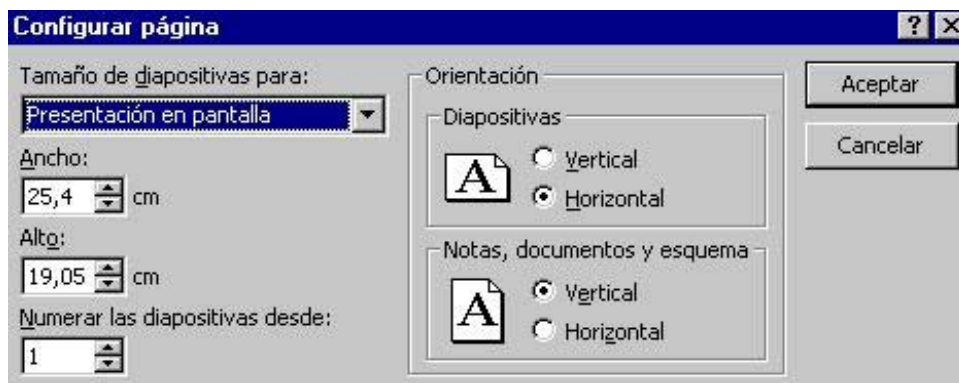 Configurar página
Tamaño de diapositivas para:
Presentación en pantalla
Ancho:
25,4 cm
Alto:
19,05 cm
Numerar las diapositivas desde:
1
Orientación
Diapositivas
A
Vertical
Horizontal
Notas, documentos y esquema
A
Vertical
Horizontal
Aceptar
Cancelar